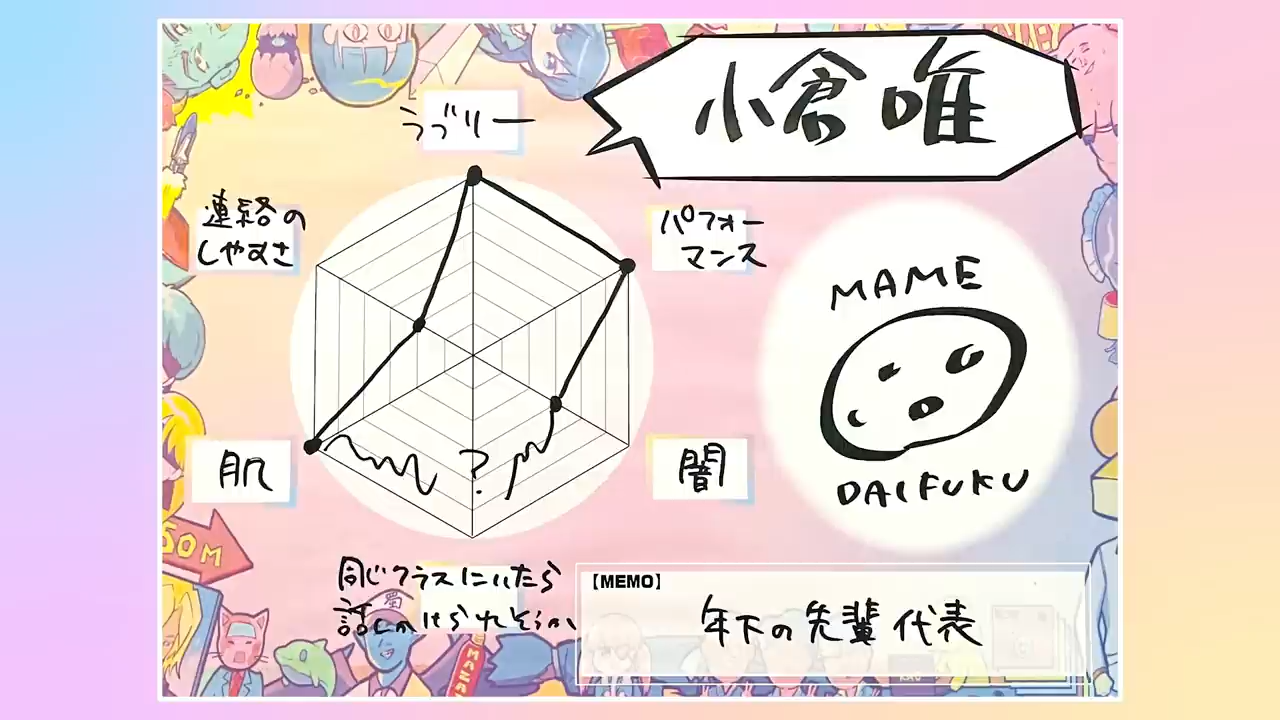 小倉唯
ラブリー
連絡の
しやすさ
パフォー
マンス
MAME
DAIFUKU
肌
?
闇
50M
同じクラスにいたら
話しかけられそうか
蜀
【MEMO】
年下の先輩代表